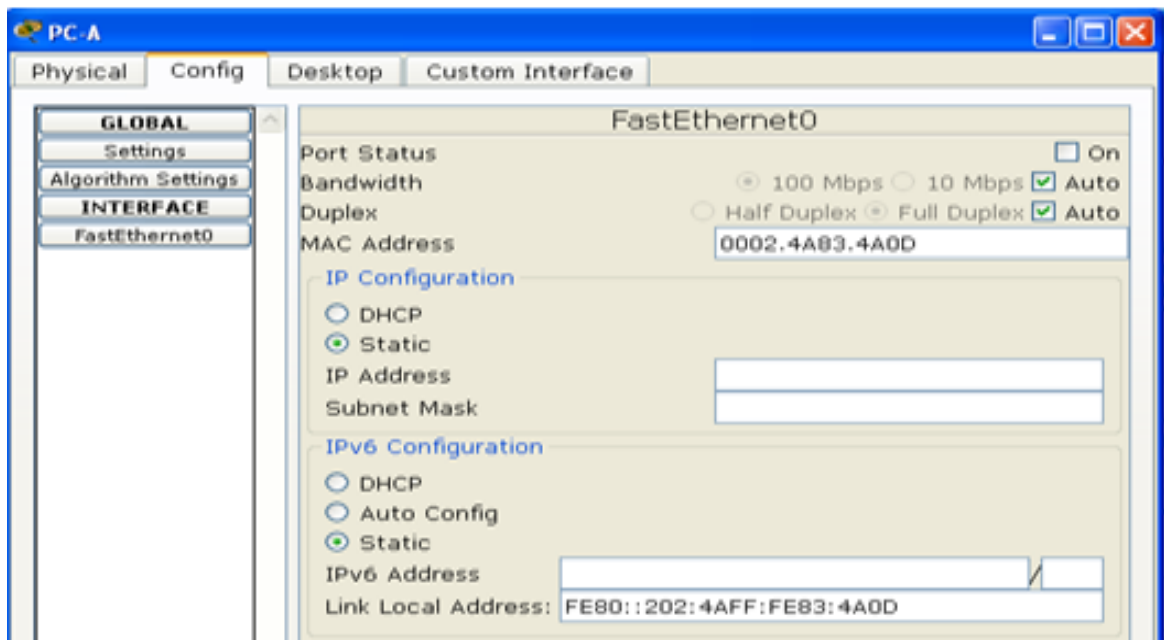 PC-A
Physical Config Desktop Custom Interface
GLOBAL
Settings
Algorithm Settings
INTERFACE
FastEthernet0
FastEthernet0
Port Status On
Bandwidth 100 Mbps 10 Mbps Auto
Duplex Half Duplex Full Duplex Auto
MAC Address 0002.4A83.4A0D
IP Configuration
DHCP
Static
IP Address
Subnet Mask
IPv6 Configuration
DHCP
Auto Config
Static
IPv6 Address /
Link Local Address: FE80::202:4AFF:FE83:4A0D